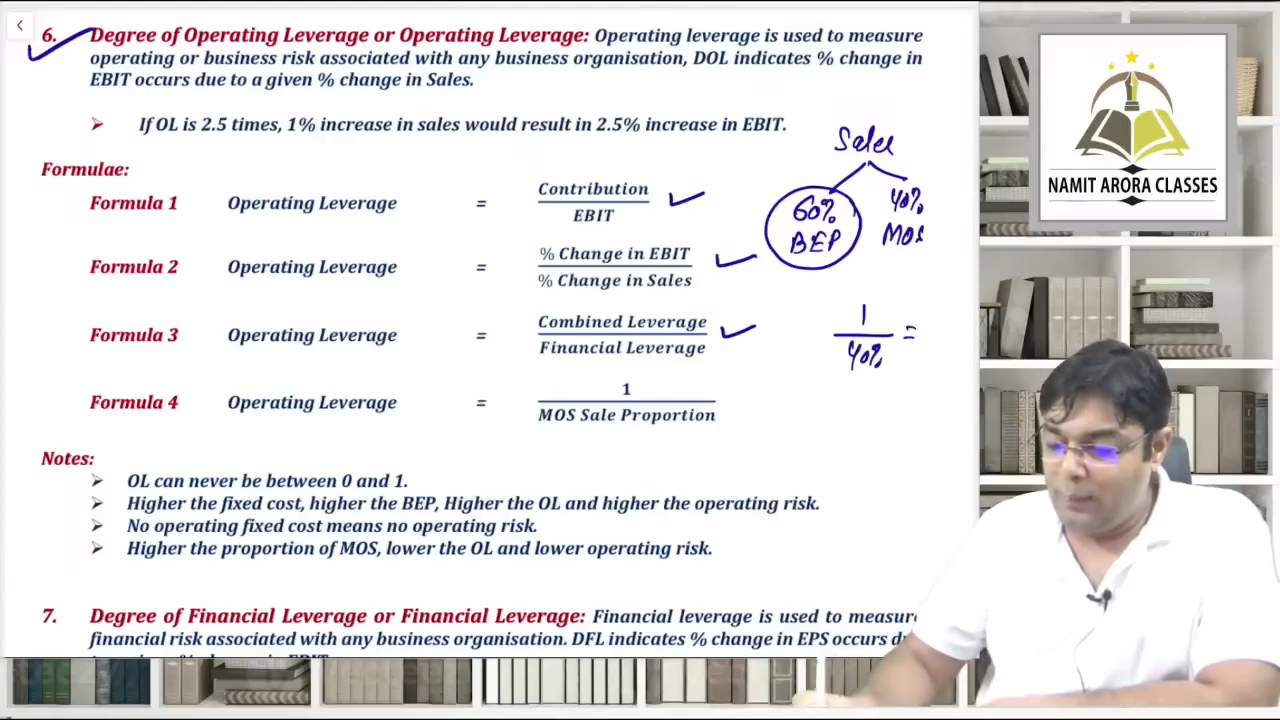 6. Degree of Operating Leverage or Operating Leverage: Operating leverage is used to measure
operating or business risk associated with any business organisation, DOL indicates % change in
EBIT occurs due to a given % change in Sales.
➢ If OL is 2.5 times, 1% increase in sales would result in 2.5% increase in EBIT.
Formulae:
Formula 1 Operating Leverage = Contribution
EBIT
Formula 2 Operating Leverage = % Change in EBIT
% Change in Sales
Formula 3 Operating Leverage = Combined Leverage
Financial Leverage
Formula 4 Operating Leverage = 1
MOS Sale Proportion
Sales
60% 40%
BEP MOS
1
40% =
Notes:
➢ OL can never be between 0 and 1.
➢ Higher the fixed cost, higher the BEP, Higher the OL and higher the operating risk.
➢ No operating fixed cost means no operating risk.
➢ Higher the proportion of MOS, lower the OL and lower operating risk.
7. Degree of Financial Leverage or Financial Leverage: Financial leverage is used to measure
financial risk associated with any business organisation. DFL indicates % change in EPS occurs
NAMIT ARORA CLASSES